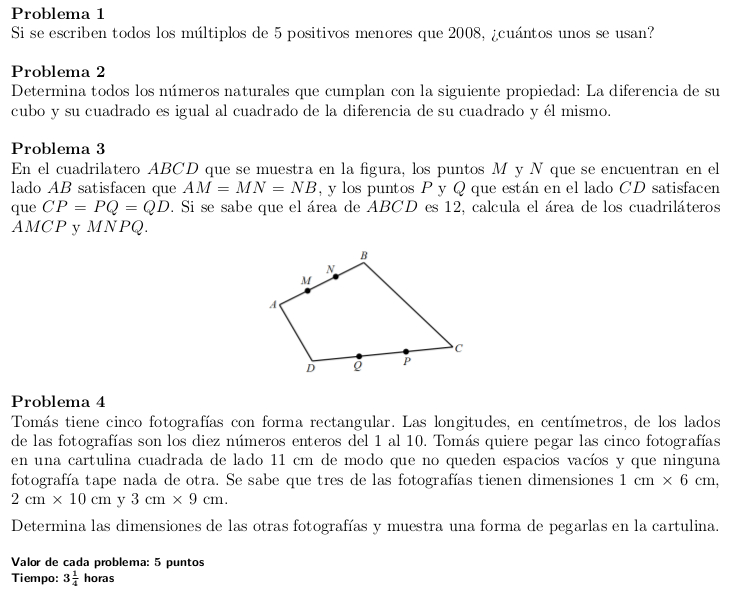 Problema 1
Si se escriben todos los múltiplos de 5 positivos menores que 2008, ¿cuántos unos se usan?
Problema 2
Determina todos los números naturales que cumplan con la siguiente propiedad: La diferencia de su
cubo y su cuadrado es igual al cuadrado de la diferencia de su cuadrado y él mismo.
Problema 3
En el cuadrilatero ABCD que se muestra en la figura, los puntos M y N que se encuentran en el
lado AB satisfacen que AM = MN = NB, y los puntos P y Q que están en el lado CD satisfacen
que CP = PQ = QD. Si se sabe que el área de ABCD es 12, calcula el área de los cuadriláteros
AMCP y MNPQ.
B
N
M
A
C
D
Q
P
Problema 4
Tomás tiene cinco fotografías con forma rectangular. Las longitudes, en centímetros, de los lados
de las fotografías son los diez números enteros del 1 al 10. Tomás quiere pegar las cinco fotografías
en una cartulina cuadrada de lado 11 cm de modo que no queden espacios vacíos y que ninguna
fotografía tape nada de otra. Se sabe que tres de las fotografías tienen dimensiones 1 cm × 6 cm,
2 cm × 10 cm y 3 cm × 9 cm.
Determina las dimensiones de las otras fotografías y muestra una forma de pegarlas en la cartulina.
Valor de cada problema: 5 puntos
Tiempo: 3 1/4 horas